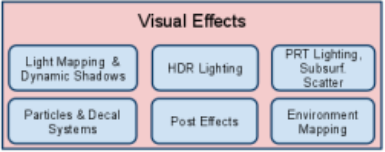 Visual Effects
Light Mapping &
Dynamic Shadows
HDR Lighting
PRT Lighting,
Subsurf.
Scatter
Particles & Decal
Systems
Post Effects
Environment
Mapping